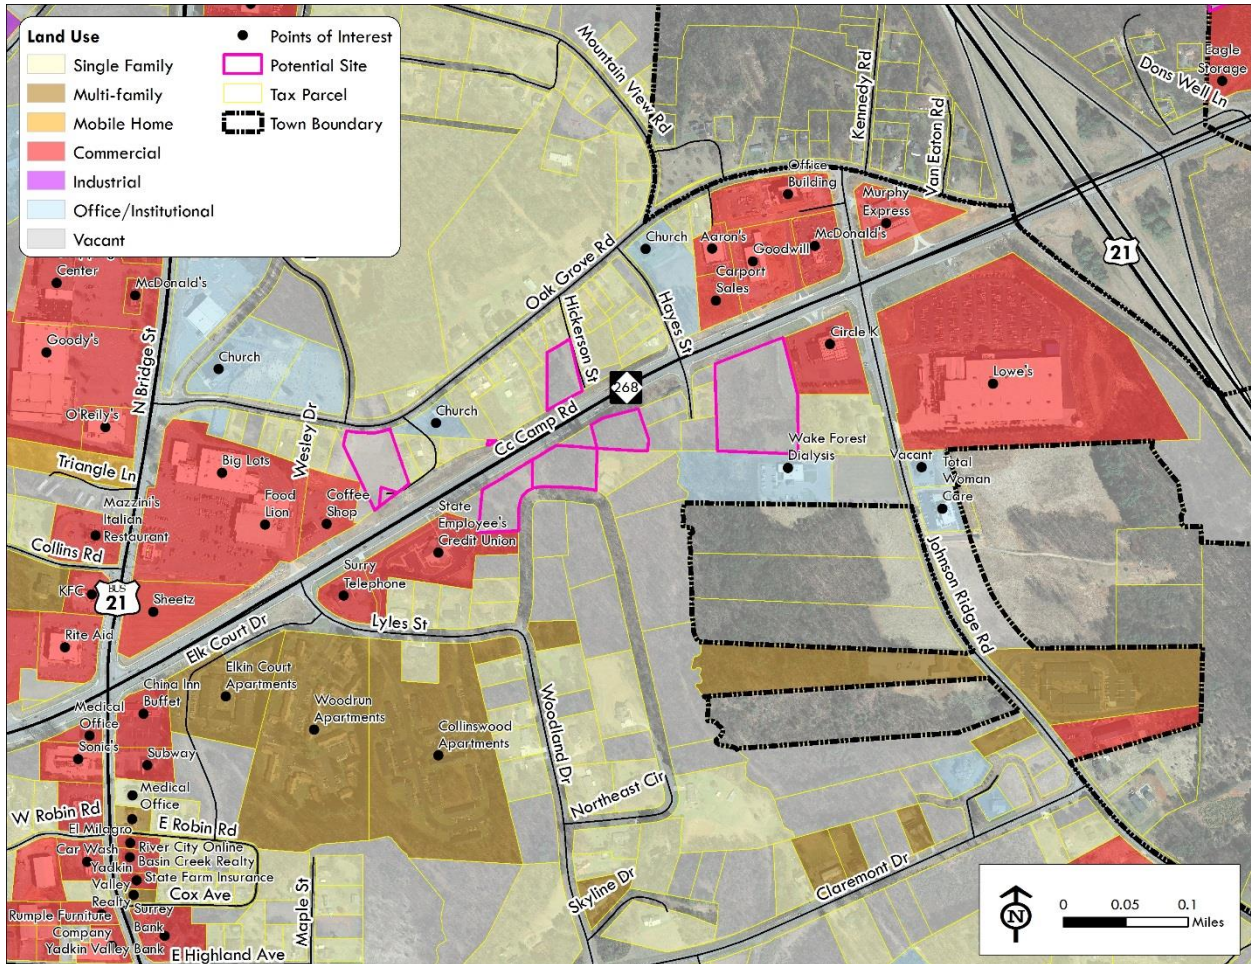 Land Use
Single Family
Multi-family
Mobile Home
Commercial
Industrial
Office/Institutional
Vacant
Points of Interest
Potential Site
Tax Parcel
Town Boundary
Mountain View Rd
Kennedy Rd
Van Eaton Rd
Dons Well Ln
Eagle
Storage
Office
Building
Murphy
Express
McDonald's
Church
Aaron's
Goodwill
Carport
Sales
21
Oak Grove Rd
Hickerson St
Hayes St
Center
McDonald's
Goody's
N Bridge St
Church
Circle K
Lowe's
268
O'Reily's
Church
Cc Camp Rd
Wesley Dr
Triangle Ln
Big Lots
Food
Lion
Coffee
Shop
Mazzini's
Italian
Restaurant
Wake Forest
Dialysis
Vacant
Total
Woman
Care
State
Employee's
Credit Union
Collins Rd
KFC
BUS
21
Sheetz
Surry
Telephone
Johnson Ridge Rd
Rite Aid
Elk Court Dr
Lyles St
Elkin Court
Apartments
China Inn
Buffet
Medical
Office
Woodrun
Apartments
Collinswood
Apartments
Woodland Dr
Sonic's
Subway
Medical
Office
Northeast Cir
W Robin Rd
E Robin Rd
El Milagro
River City Online
Car Wash
Basin Creek Realty
Yadkin
Valley
Realty
State Farm Insurance
Cox Ave
Maple St
Skyline Dr
Claremont Dr
Rumple Furniture
Company
Surrey
Bank
Yadkin Valley Bank
E Highland Ave
N
0
0.05
0.1
Miles